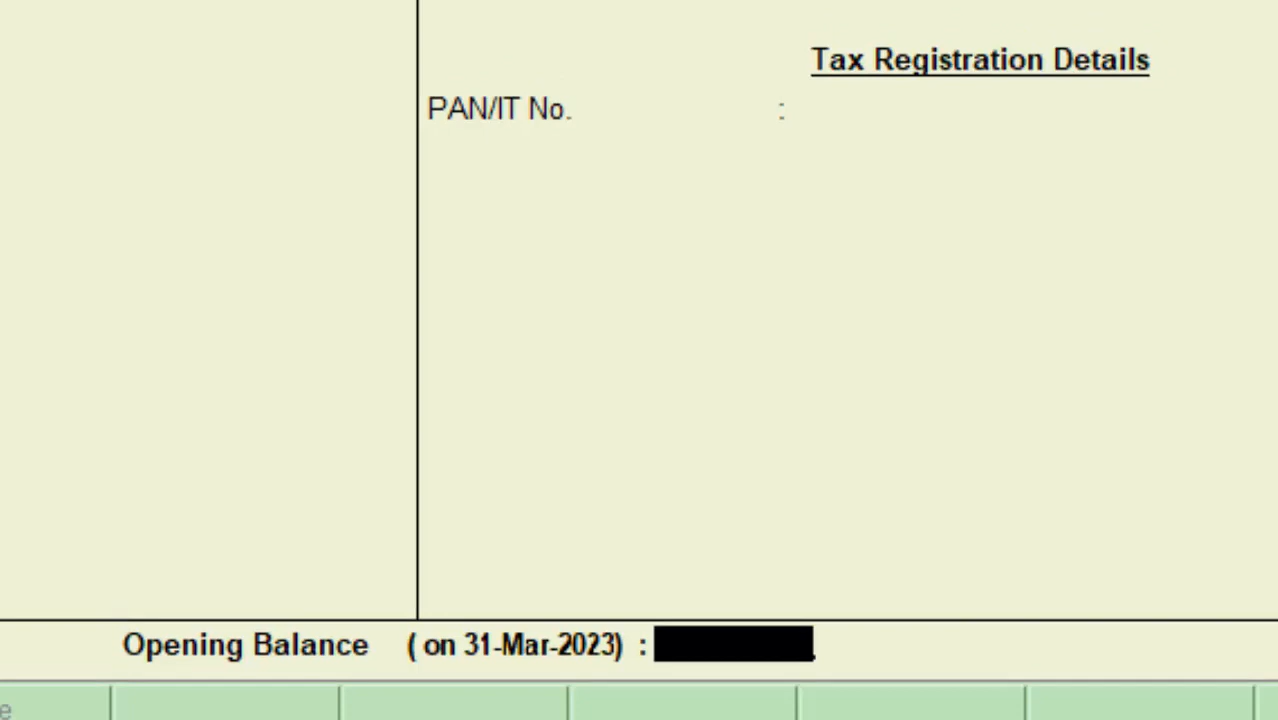 Tax Registration Details
PAN/IT No. :
Opening Balance ( on 31-Mar-2023) :
e